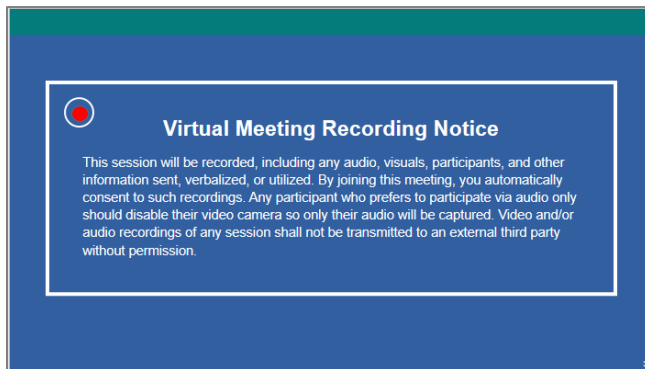 Virtual Meeting Recording Notice
This session will be recorded, including any audio, visuals, participants, and other
information sent, verbalized, or utilized. By joining this meeting, you automatically
consent to such recordings. Any participant who prefers to participate via audio only
should disable their video camera so only their audio will be captured. Video and/or
audio recordings of any session shall not be transmitted to an external third party
without permission.